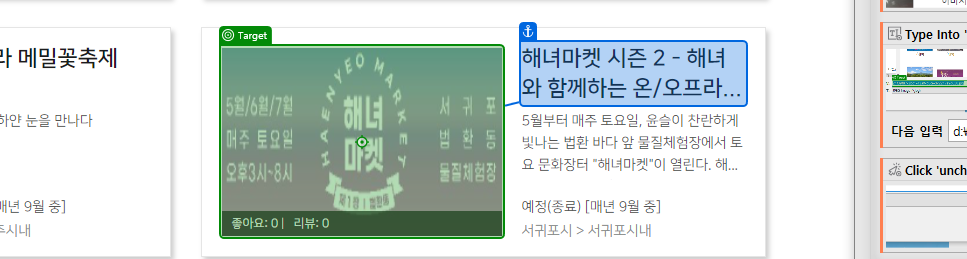 이미시
라 메밀꽃축제
하얀 눈을 만나다
매년 9월 중]
주시내
Target
HAENYEO MARKET
해녀
마켓
5월/6월/7월
매주 토요일
오후3시~8시
서귀포
법환동
물질체험장
좋아요: 0 | 리뷰: 0
해녀마켓 시즌 2 - 해녀
와 함께하는 온/오프라...
5월부터 매주 토요일, 윤슬이 찬란하게
빛나는 법환 바다 앞 물질체험장에서 토
요 문화장터 "해녀마켓"이 열린다. 해...
예정(종료) [매년 9월 중]
서귀포시 > 서귀포시내
Type Into '
다음 입력
d:\
Click 'unch